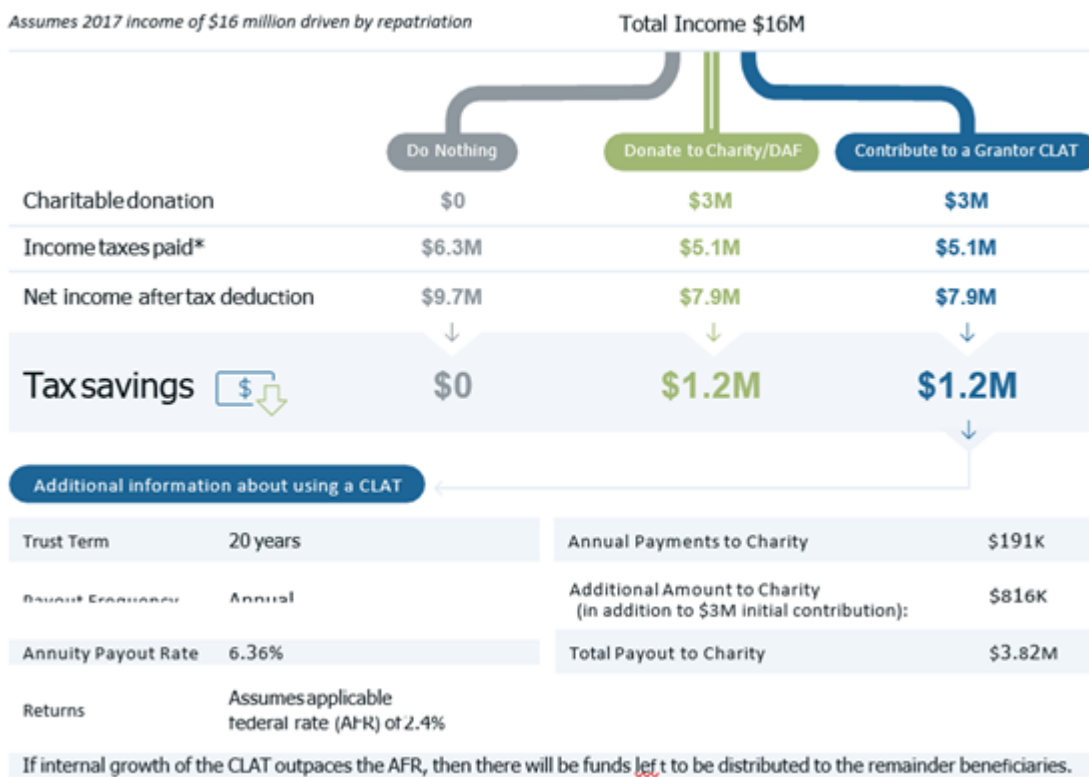 Assumes 2017 income of $16 million driven by repatriation
Total Income $16M
Do Nothing
Donate to Charity/DAF
Contribute to a Grantor CLAT
Charitable donation $0 $3M $3M
Income taxes paid* $6.3M $5.1M $5.1M
Net income after tax deduction $9.7M $7.9M $7.9M
Tax savings $ $0 $1.2M $1.2M
Additional information about using a CLAT
Trust Term 20 years
Annual Payments to Charity $191K
Payout Frequency Annual
Additional Amount to Charity
(in addition to $3M initial contribution): $816K
Annuity Payout Rate 6.36%
Total Payout to Charity $3.82M
Returns
Assumes applicable
federal rate (AFR) of 2.4%
If internal growth of the CLAT outpaces the AFR, then there will be funds left to be distributed to the remainder beneficiaries.